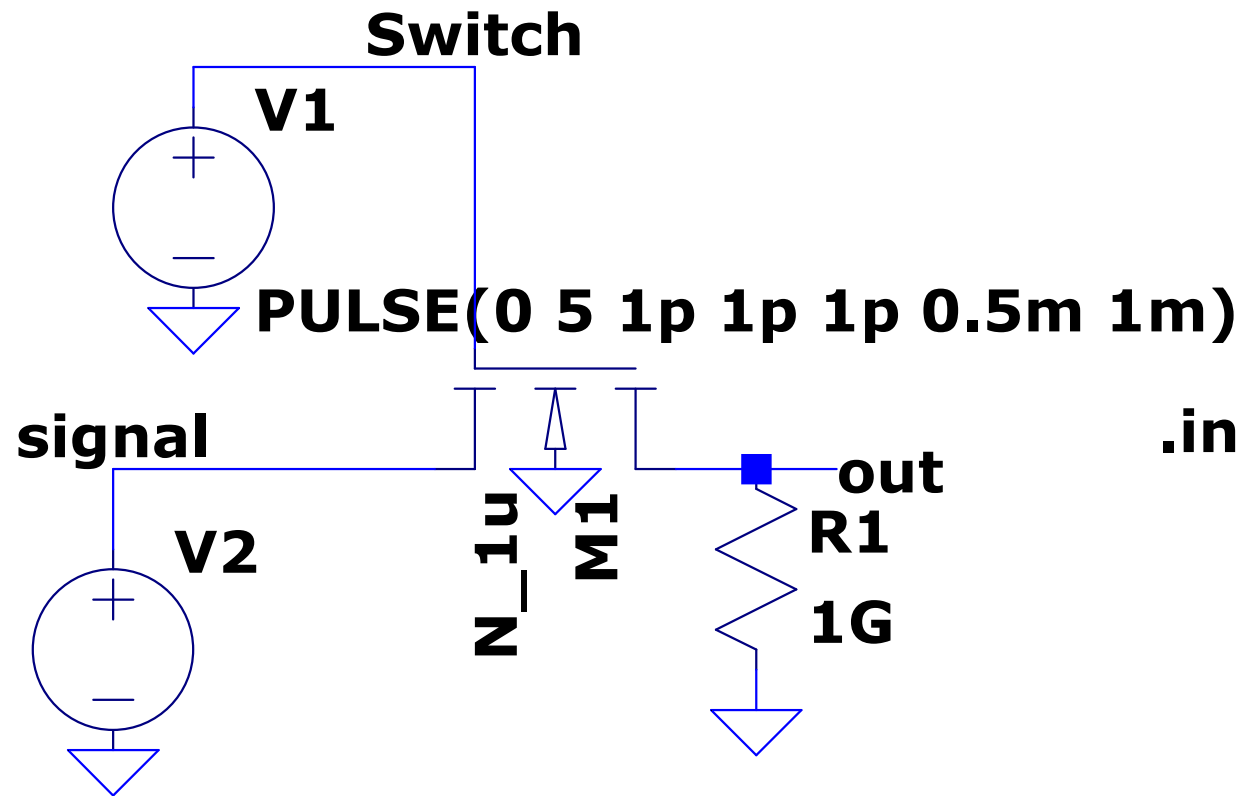 Switch
V1
PULSE(0 5 1p 1p 1p 0.5m 1m)
signal
.in
out
N_1u
M1
R1
V2
1G